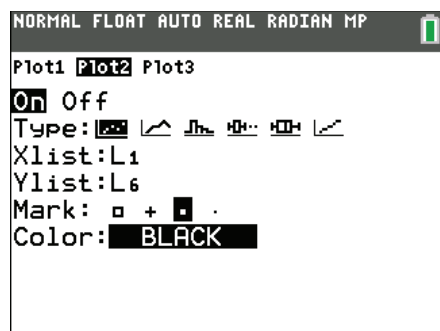 NORMAL FLOAT AUTO REAL RADIAN MP
Plot1 Plot2 Plot3
On Off
Type:
Xlist:L₁
Ylist:L₆
Mark: + ·
Color: BLACK